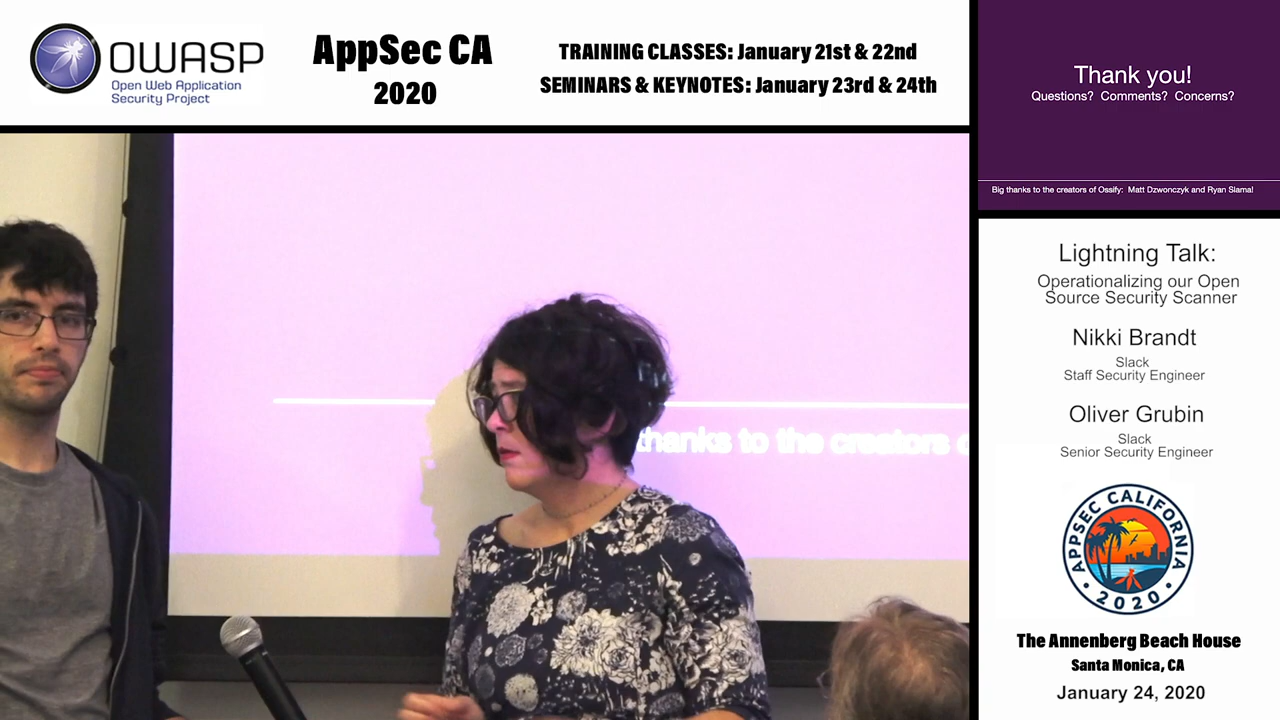 OWASP
Open Web Application
Security Project
AppSec CA
2020
TRAINING CLASSES: January 21st & 22nd
SEMINARS & KEYNOTES: January 23rd & 24th
Thank you!
Questions? Comments? Concerns?
Big thanks to the creators of Ossify: Matt Dzwonczyk and Ryan Slama!
thanks to the creators
Lightning Talk:
Operationalizing our Open
Source Security Scanner
Nikki Brandt
Slack
Staff Security Engineer
Oliver Grubin
Slack
Senior Security Engineer
APPSEC CALIFORNIA
• 2020 •
The Annenberg Beach House
Santa Monica, CA
January 24, 2020